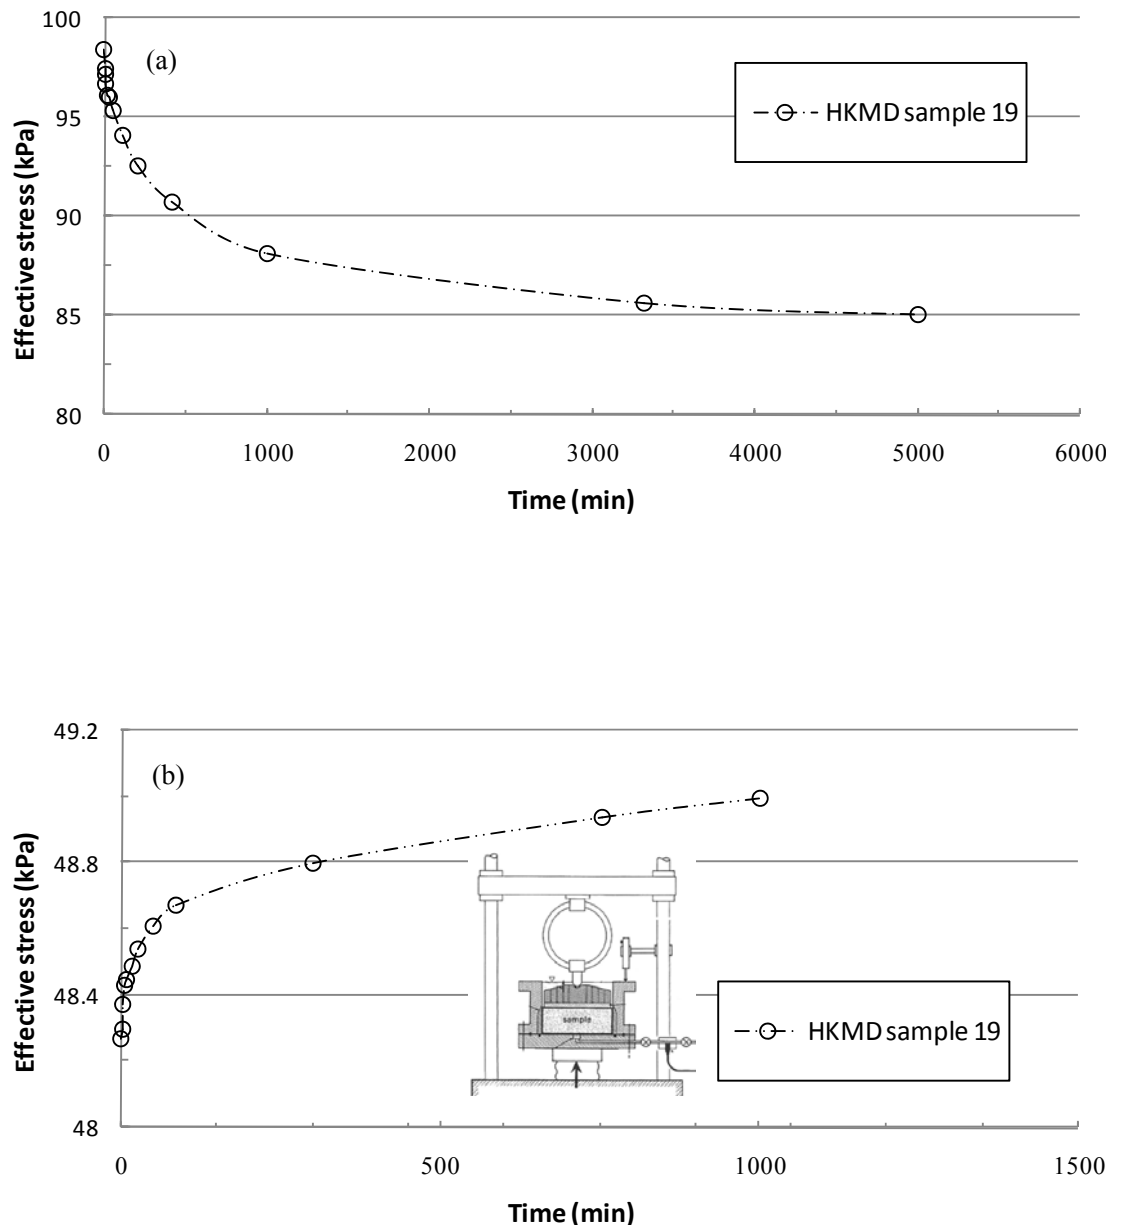 100
(a)
HKMD sample 19
95
90
85
80
Effective stress (kPa)
0 1000 2000 3000 4000 5000 6000
Time (min)
49.2
(b)
48.8
48.4
48
Effective stress (kPa)
sample
HKMD sample 19
0 500 1000 1500
Time (min)